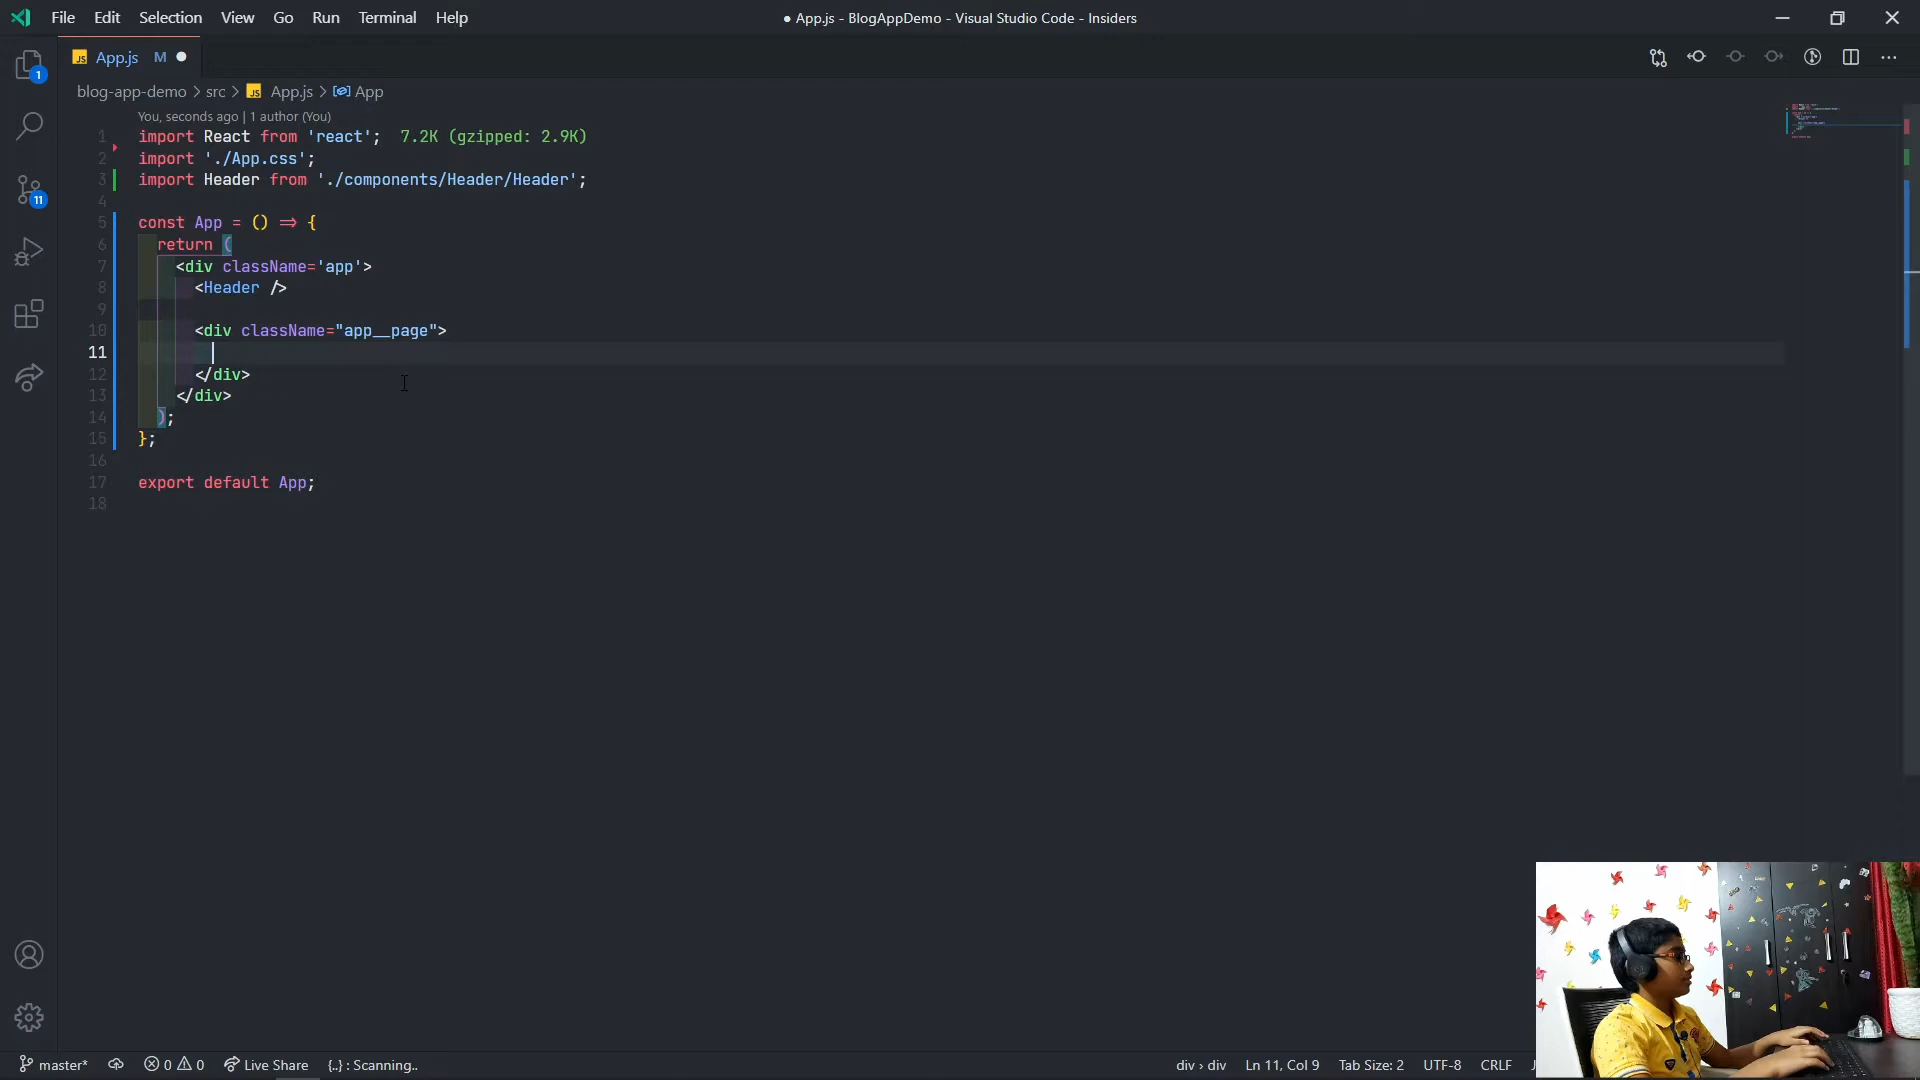 File Edit Selection View Go Run Terminal Help
● App.js - BlogAppDemo - Visual Studio Code - Insiders
JS App.js M ●
blog-app-demo > src > JS App.js > App
You, seconds ago | 1 author (You)
1 import React from 'react'; 7.2K (gzipped: 2.9K)
2 import './App.css';
3 import Header from './components/Header/Header';
4
5 const App = () => {
6 return (
7 <div className='app'>
8 <Header />
9
10 <div className="app__page">
11
12 </div>
13 </div>
14 );
15 };
16
17 export default App;
18
1
11
master* 0 0 Live Share {..} : Scanning.. div › div Ln 11, Col 9 Tab Size: 2 UTF-8 CRLF